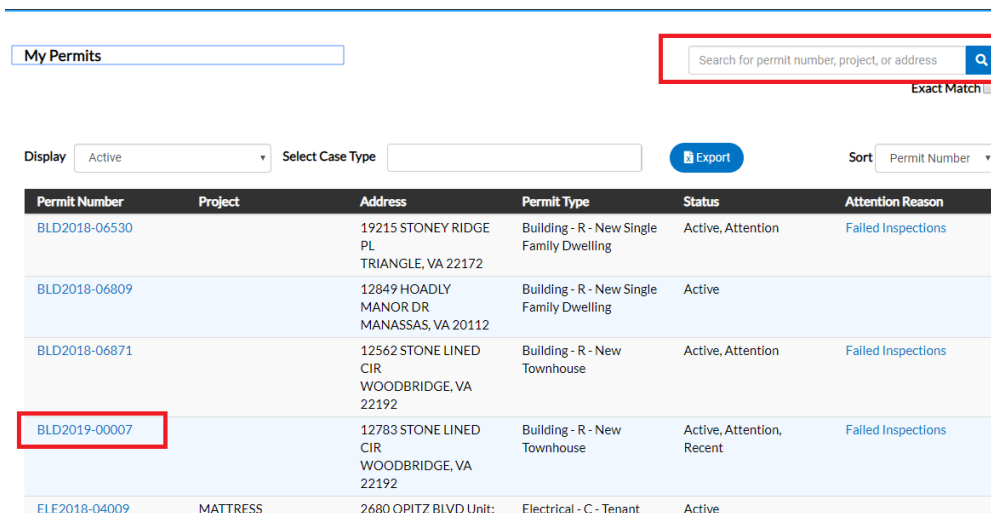 My Permits
Search for permit number, project, or address
Exact Match
Display Active Select Case Type Export Sort Permit Number
Permit Number Project Address Permit Type Status Attention Reason
BLD2018-06530 19215 STONEY RIDGE Building - R - New Single Active, Attention Failed Inspections
PL Family Dwelling
TRIANGLE, VA 22172
BLD2018-06809 12849 HOADLY Building - R - New Single Active
MANOR DR Family Dwelling
MANASSAS, VA 20112
BLD2018-06871 12562 STONE LINED Building - R - New Active, Attention Failed Inspections
CIR Townhouse
WOODBRIDGE, VA
22192
BLD2019-00007 12783 STONE LINED Building - R - New Active, Attention, Failed Inspections
CIR Townhouse Recent
WOODBRIDGE, VA
22192
ELE2018-04009 MATTRESS 2680 OPITZ BLVD Unit: Electrical - C - Tenant Active